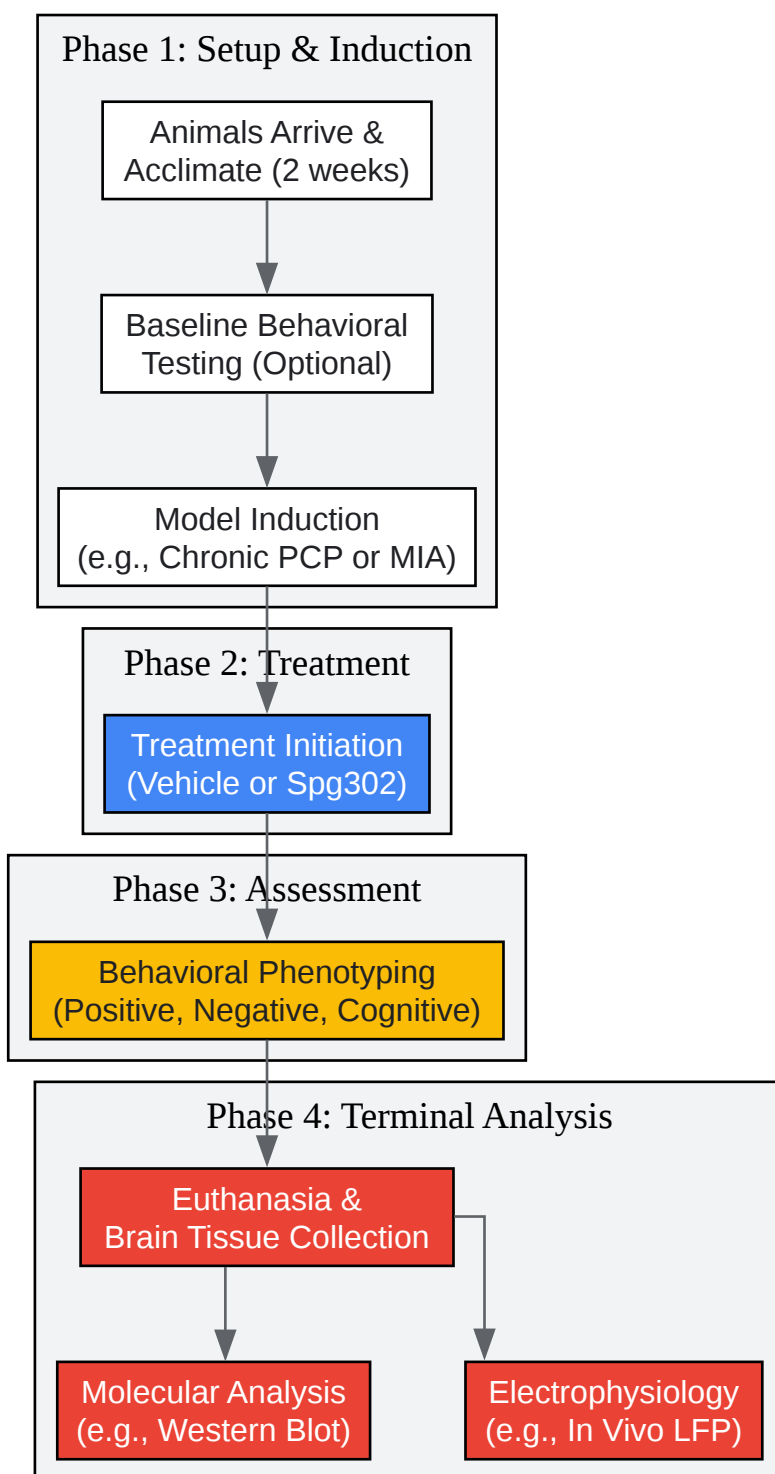 Phase 1: Setup & Induction
Animals Arrive &
Acclimate (2 weeks)
Baseline Behavioral
Testing (Optional)
Model Induction
(e.g., Chronic PCP or MIA)
Phase 2: Treatment
Treatment Initiation
(Vehicle or Spg302)
Phase 3: Assessment
Behavioral Phenotyping
(Positive, Negative, Cognitive)
Phase 4: Terminal Analysis
Euthanasia &
Brain Tissue Collection
Molecular Analysis
(e.g., Western Blot)
Electrophysiology
(e.g., In Vivo LFP)